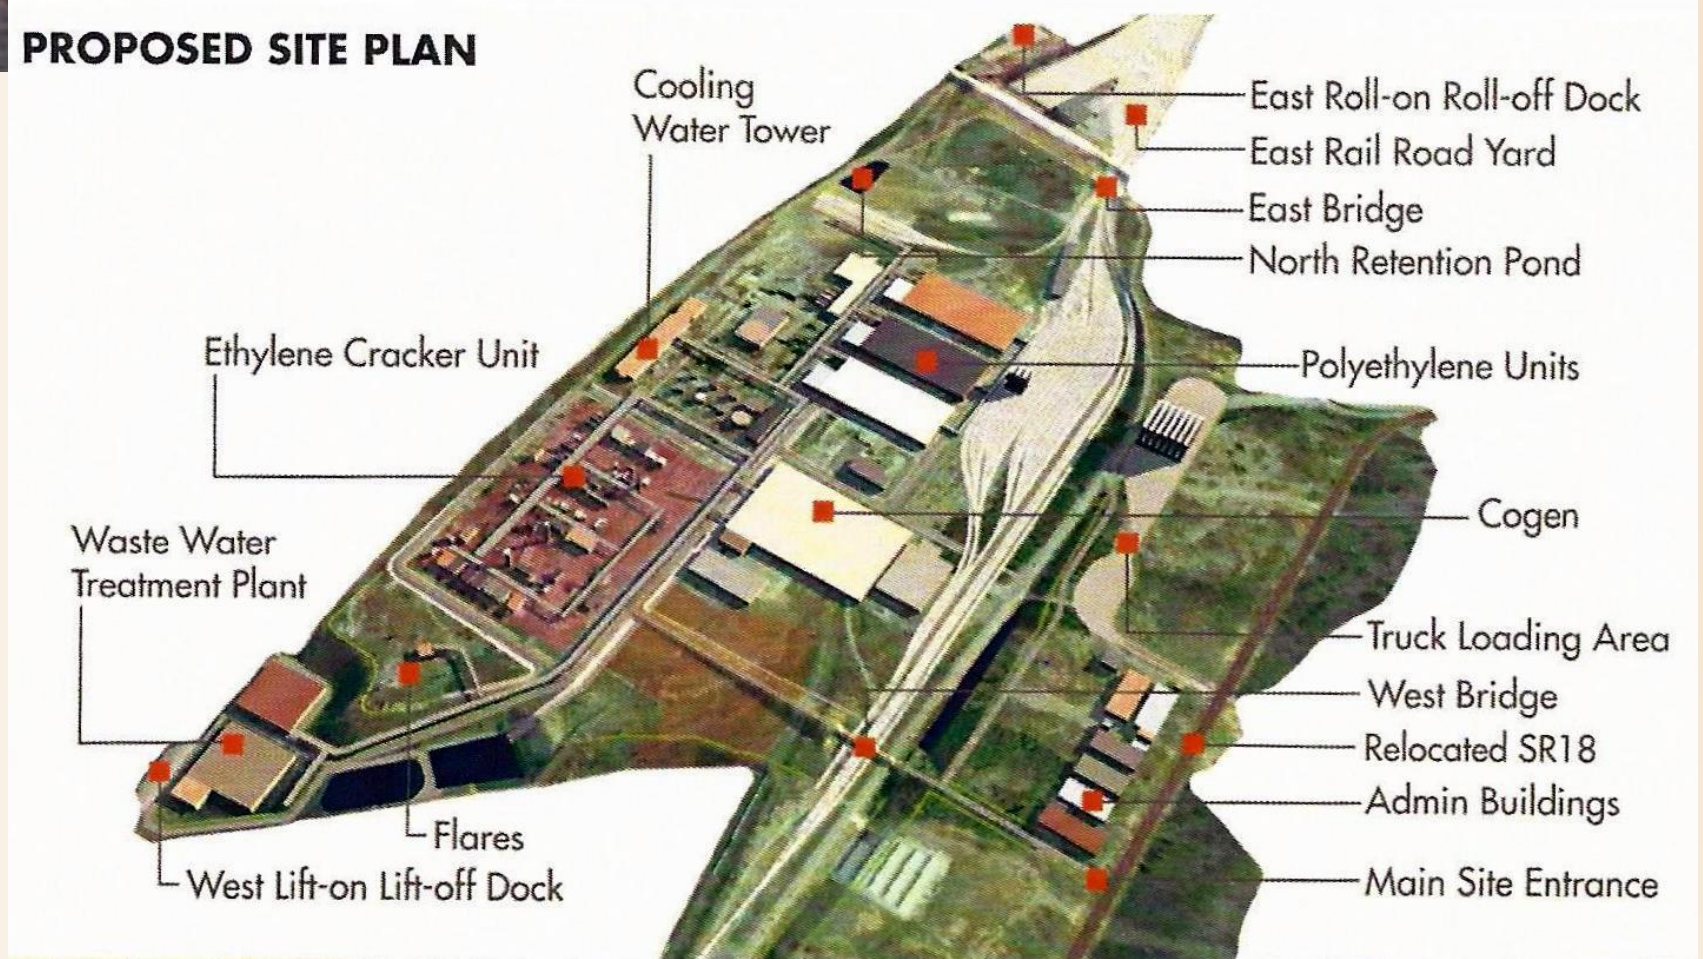 PROPOSED SITE PLAN
Cooling
Water Tower
East Roll-on Roll-off Dock
East Rail Road Yard
East Bridge
North Retention Pond
Ethylene Cracker Unit
Polyethylene Units
Cogen
Waste Water
Treatment Plant
Truck Loading Area
West Bridge
Relocated SR18
Admin Buildings
Flares
West Lift-on Lift-off Dock
Main Site Entrance